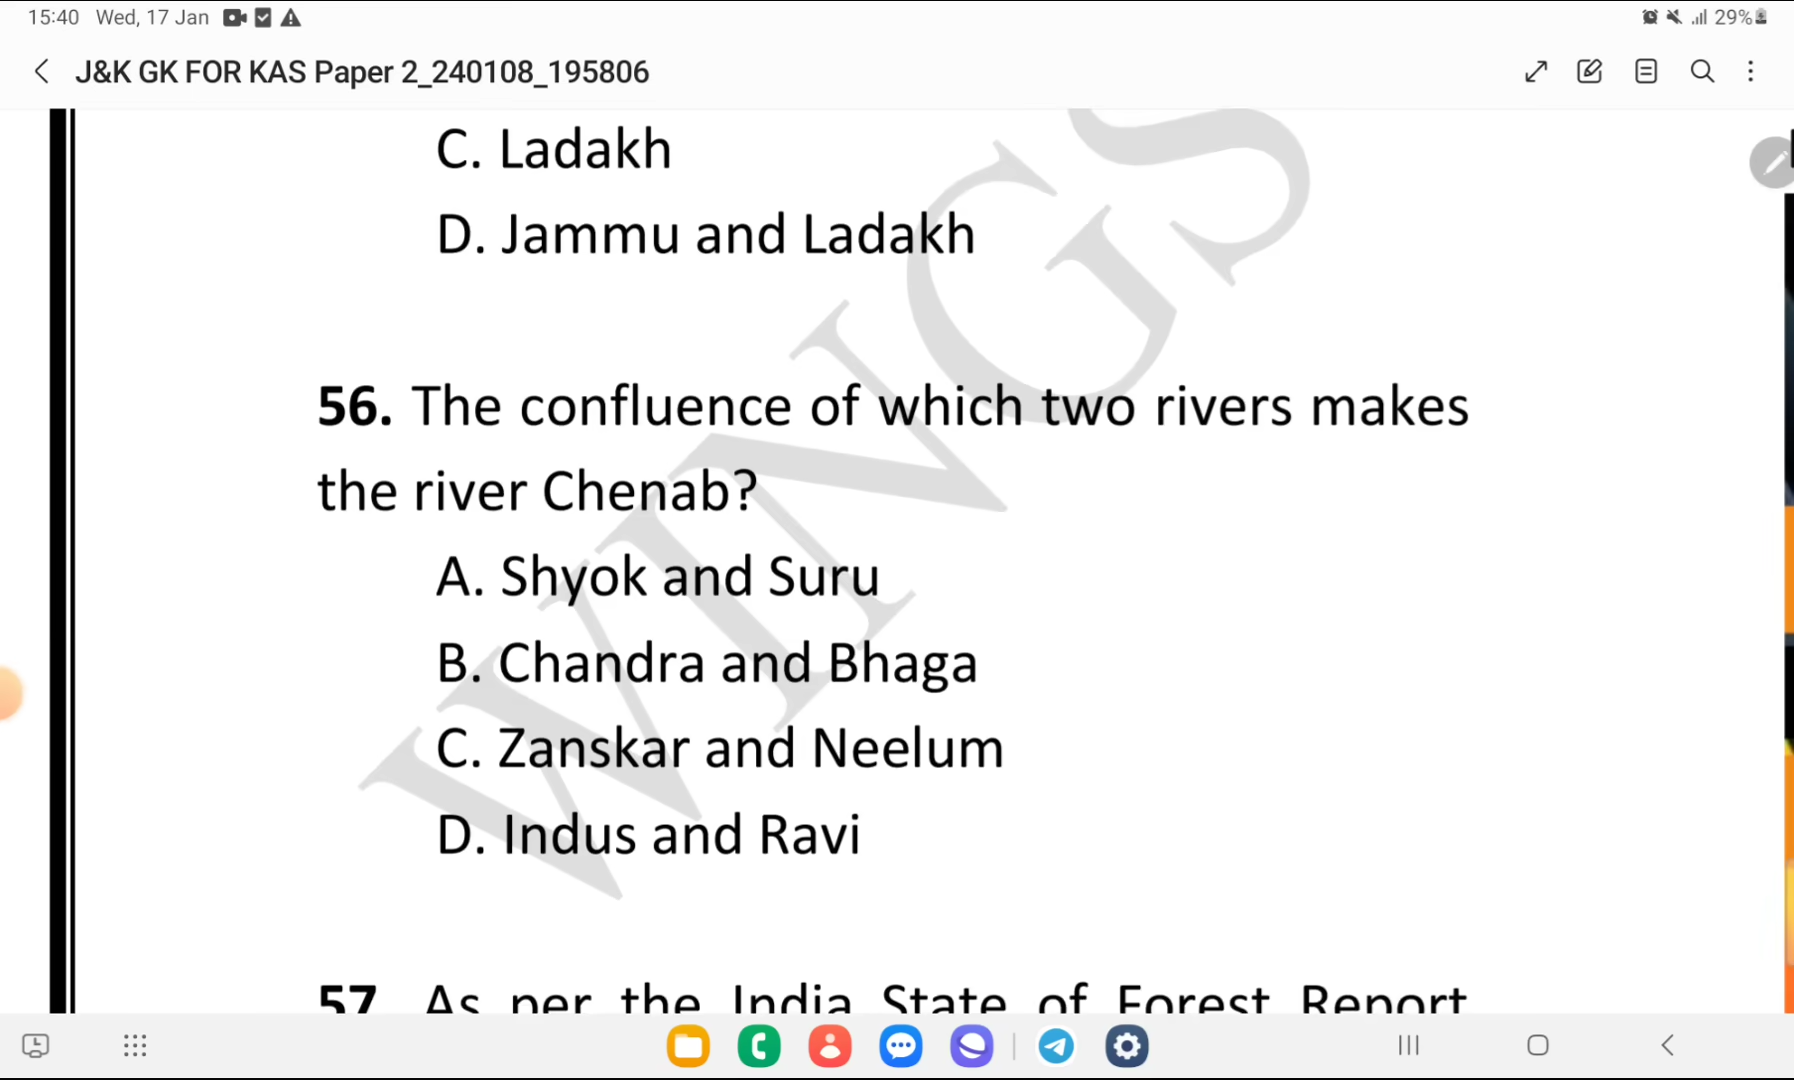 15:40 Wed, 17 Jan
29%
J&K GK FOR KAS Paper 2_240108_195806
C. Ladakh
D. Jammu and Ladakh
56. The confluence of which two rivers makes
the river Chenab?
A. Shyok and Suru
B. Chandra and Bhaga
C. Zanskar and Neelum
D. Indus and Ravi
57 As per the India State of Forest Report
WINGS